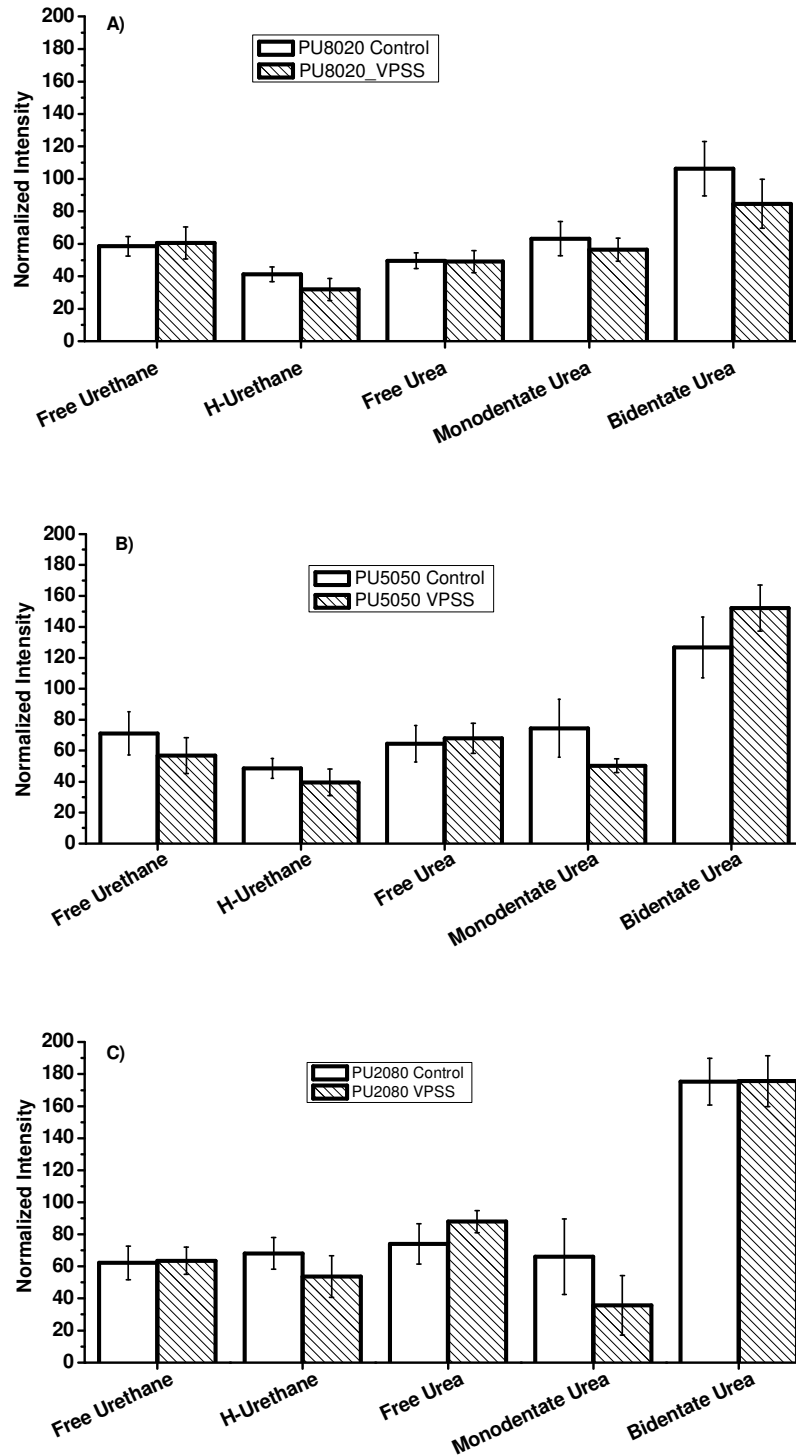 A)
PU8020 Control
PU8020_VPSS
Normalized Intensity
200
180
160
140
120
100
80
60
40
20
0
Free Urethane
H-Urethane
Free Urea
Monodentate Urea
Bidentate Urea
B)
PU5050 Control
PU5050 VPSS
Normalized Intensity
200
180
160
140
120
100
80
60
40
20
0
Free Urethane
H-Urethane
Free Urea
Monodentate Urea
Bidentate Urea
C)
PU2080 Control
PU2080 VPSS
Normalized Intensity
200
180
160
140
120
100
80
60
40
20
0
Free Urethane
H-Urethane
Free Urea
Monodentate Urea
Bidentate Urea